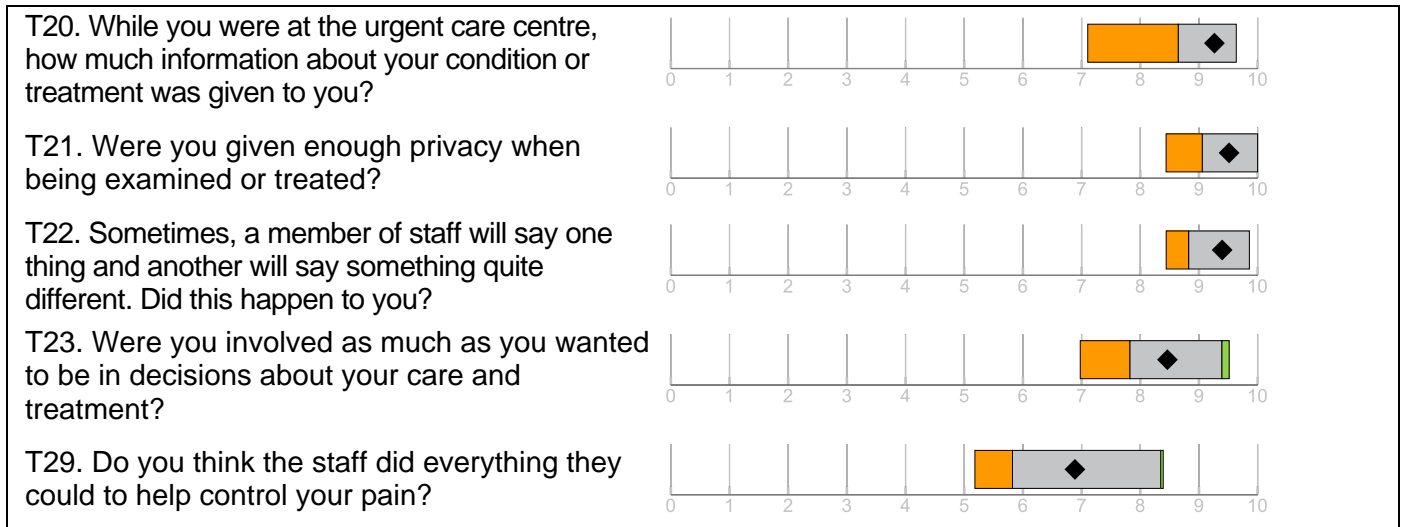 T20. While you were at the urgent care centre,
how much information about your condition or
treatment was given to you?
0 1 2 3 4 5 6 7 8 9 10
T21. Were you given enough privacy when
being examined or treated?
0 1 2 3 4 5 6 7 8 9 10
T22. Sometimes, a member of staff will say one
thing and another will say something quite
different. Did this happen to you?
0 1 2 3 4 5 6 7 8 9 10
T23. Were you involved as much as you wanted
to be in decisions about your care and
treatment?
0 1 2 3 4 5 6 7 8 9 10
T29. Do you think the staff did everything they
could to help control your pain?
0 1 2 3 4 5 6 7 8 9 10